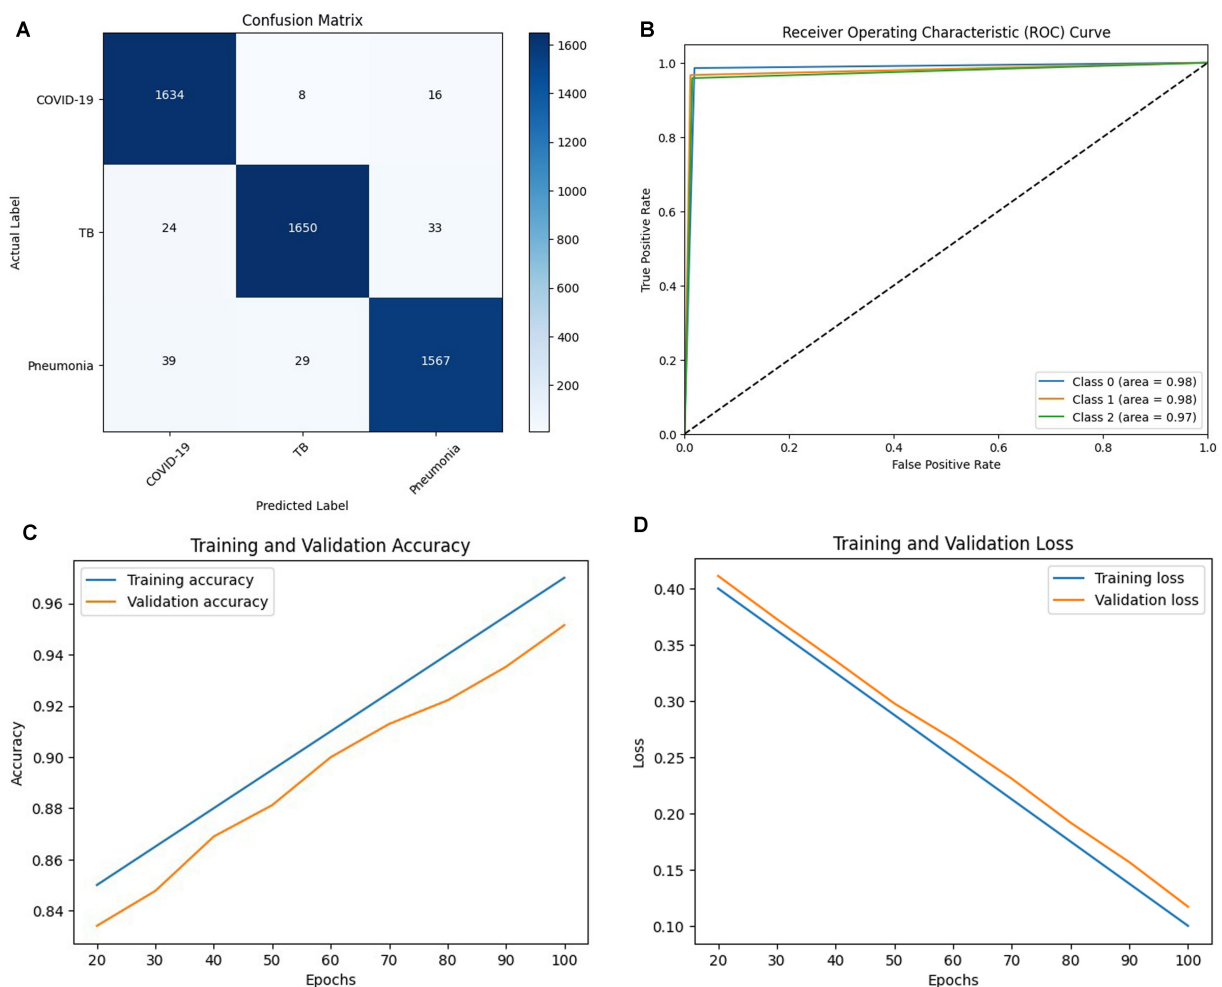 A
Confusion Matrix
COVID-19
TB
Pneumonia
Actual Label
1634 8 16
24 1650 33
39 29 1567
COVID-19
TB
Pneumonia
Predicted Label
1600
1400
1200
1000
800
600
400
200
B
Receiver Operating Characteristic (ROC) Curve
True Positive Rate
1.0
0.8
0.6
0.4
0.2
0.0
0.0 0.2 0.4 0.6 0.8 1.0
False Positive Rate
Class 0 (area = 0.98)
Class 1 (area = 0.98)
Class 2 (area = 0.97)
C
Training and Validation Accuracy
Training accuracy
Validation accuracy
Accuracy
0.96
0.94
0.92
0.90
0.88
0.86
0.84
20 30 40 50 60 70 80 90 100
Epochs
D
Training and Validation Loss
Training loss
Validation loss
Loss
0.40
0.35
0.30
0.25
0.20
0.15
0.10
20 30 40 50 60 70 80 90 100
Epochs